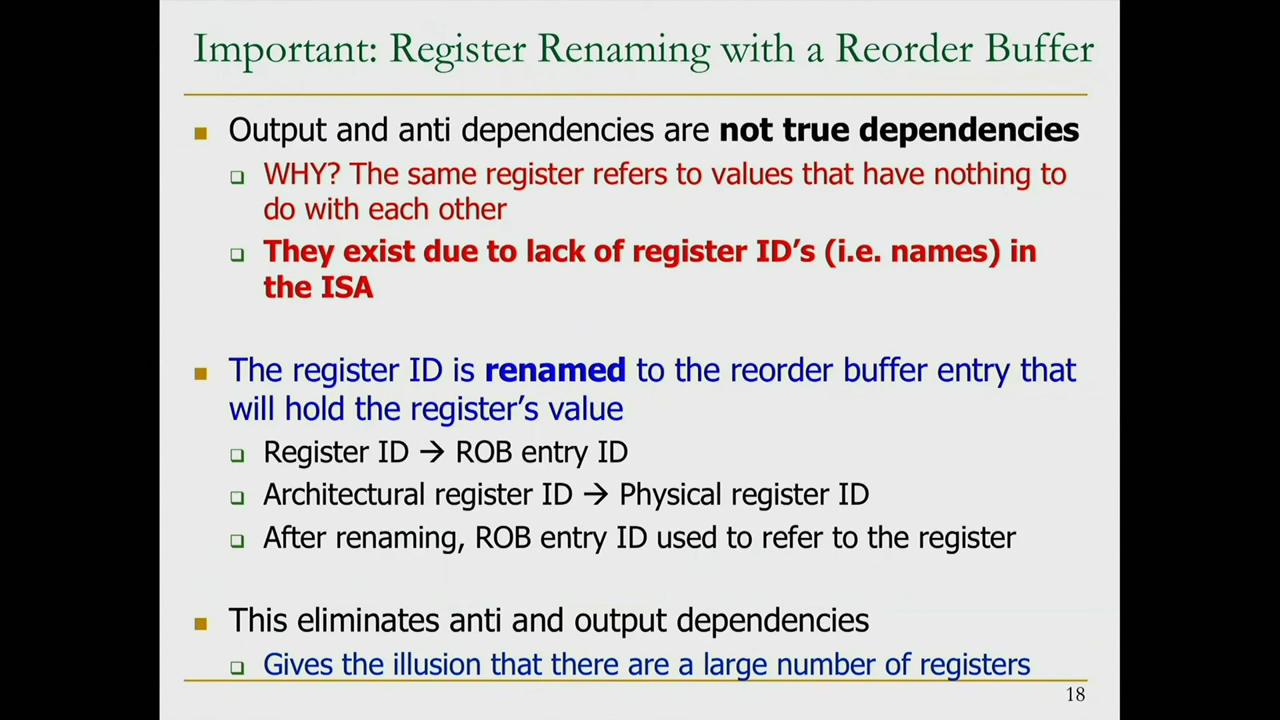 Important: Register Renaming with a Reorder Buffer
Output and anti dependencies are not true dependencies
WHY? The same register refers to values that have nothing to
do with each other
They exist due to lack of register ID’s (i.e. names) in
the ISA
The register ID is renamed to the reorder buffer entry that
will hold the register’s value
Register ID → ROB entry ID
Architectural register ID → Physical register ID
After renaming, ROB entry ID used to refer to the register
This eliminates anti and output dependencies
Gives the illusion that there are a large number of registers
18